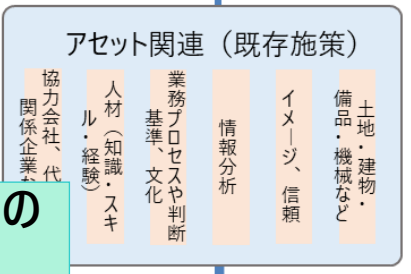 アセット関連（既存施策）
土地・建物・
備品・機械など
イメージ、信頼
情報分析
業務プロセスや判断
基準、文化
人材（知識・スキ
ル・経験）
協力会社、代
関係企業な
の